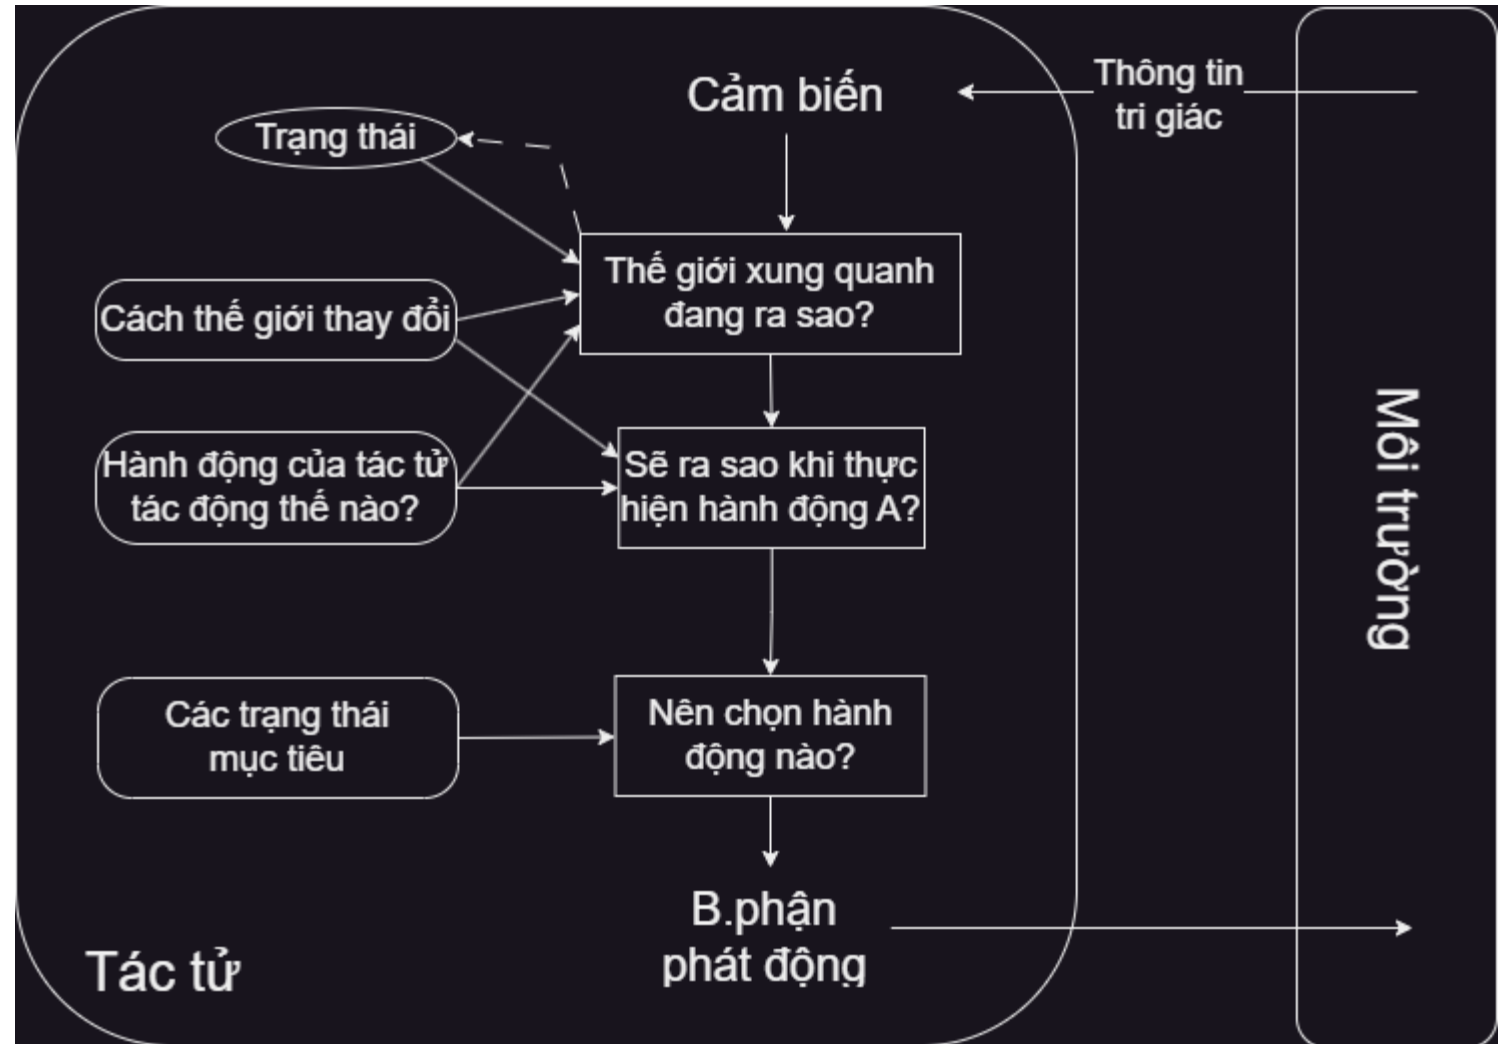 Cảm biến
Thông tin
tri giác
Trạng thái
Thế giới xung quanh
đang ra sao?
Cách thế giới thay đổi
Hành động của tác tử
tác động thế nào?
Sẽ ra sao khi thực
hiện hành động A?
Môi trường
Các trạng thái
mục tiêu
Nên chọn hành
động nào?
B.phận
phát động
Tác tử